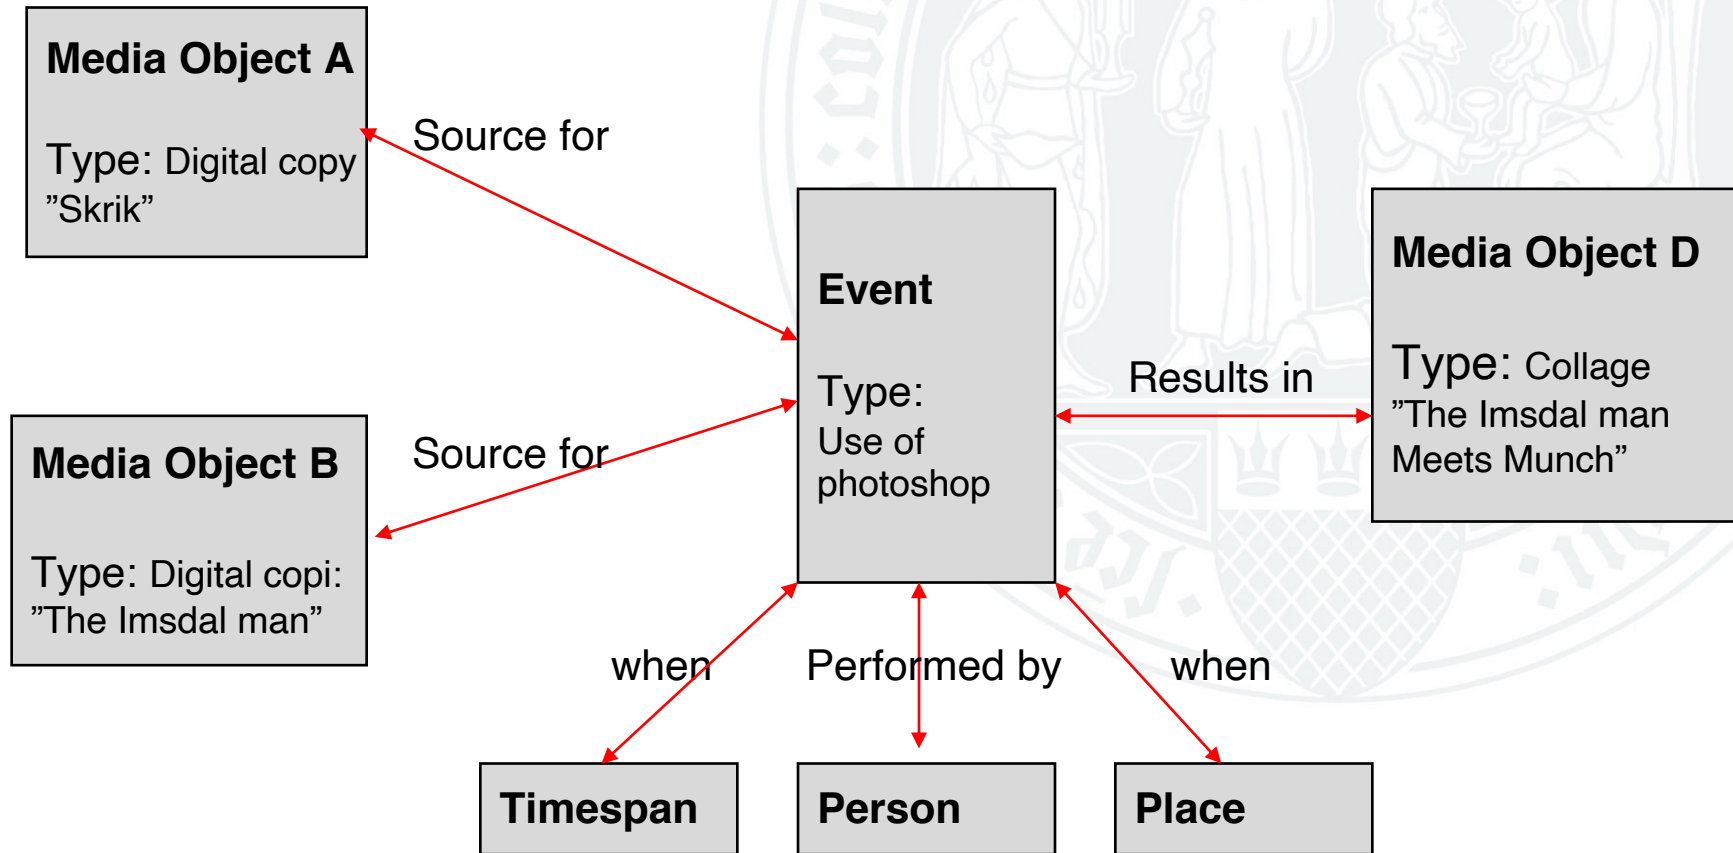 Media Object A
Type: Digital copy
”Skrik”
Source for
Media Object B
Type: Digital copi:
”The Imsdal man”
Source for
Event
Type:
Use of
photoshop
Results in
Media Object D
Type: Collage
”The Imsdal man
Meets Munch”
when
Performed by
when
Timespan
Person
Place